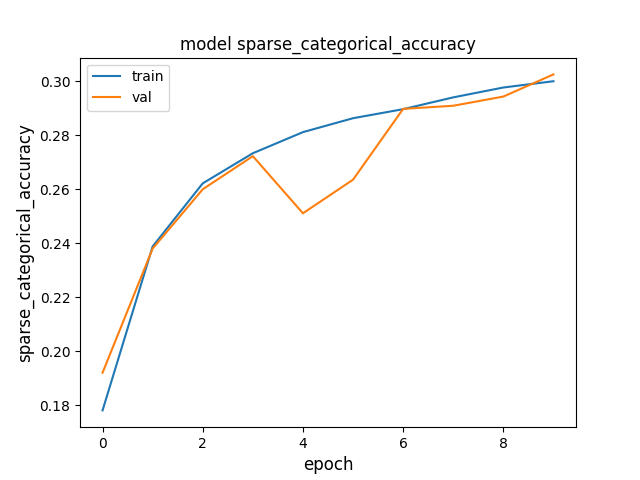 model sparse_categorical_accuracy
train
val
sparse_categorical_accuracy
0.30
0.28
0.26
0.24
0.22
0.20
0.18
0 2 4 6 8
epoch